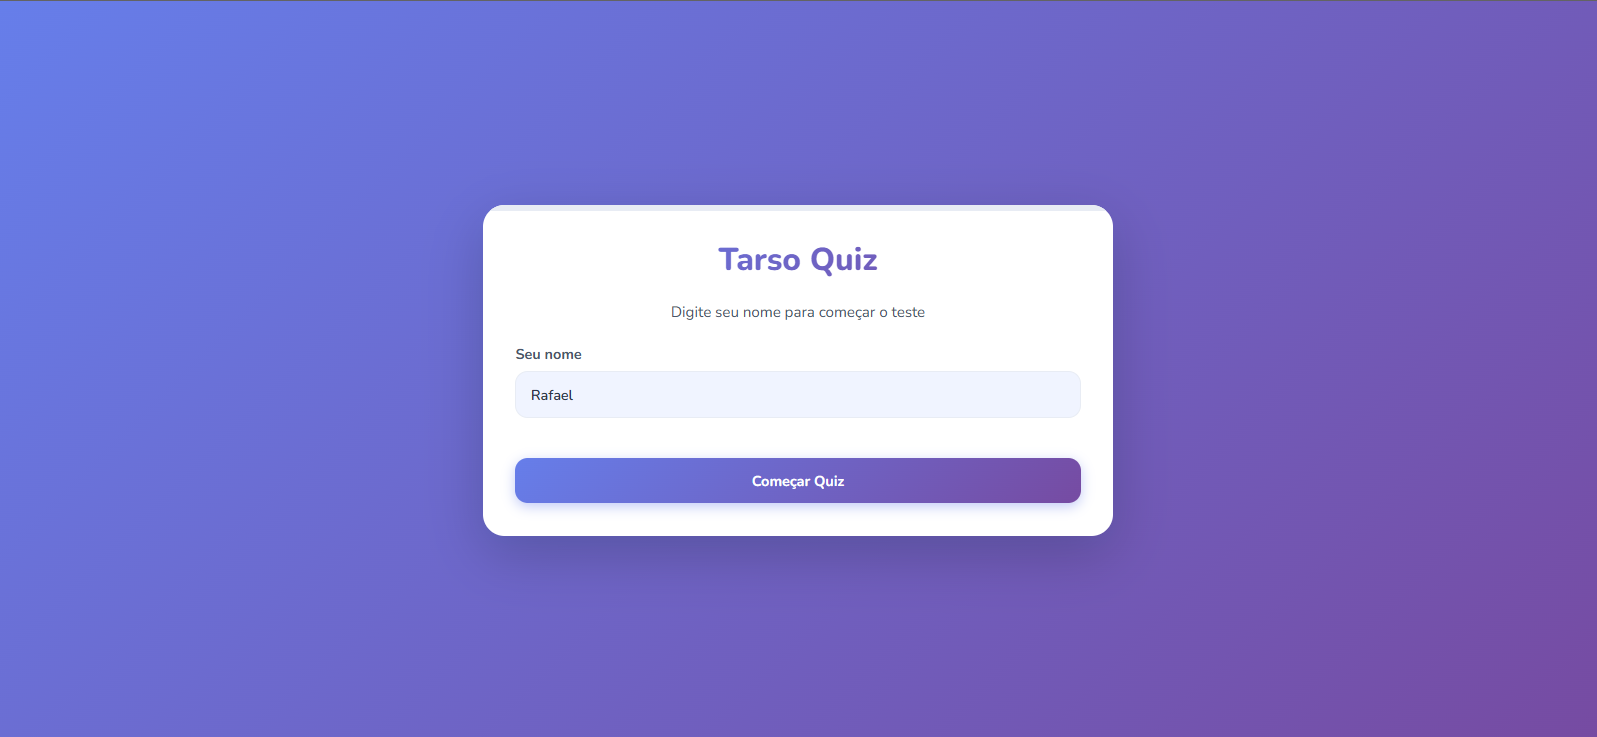 Tarso Quiz
Digite seu nome para começar o teste
Seu nome
Rafael
Começar Quiz